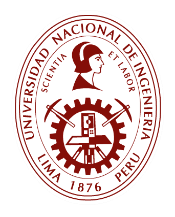 UNIVERSIDAD NACIONAL DE INGENIERIA
SCIENTIA ET LABOR
LIMA 1876 PERU